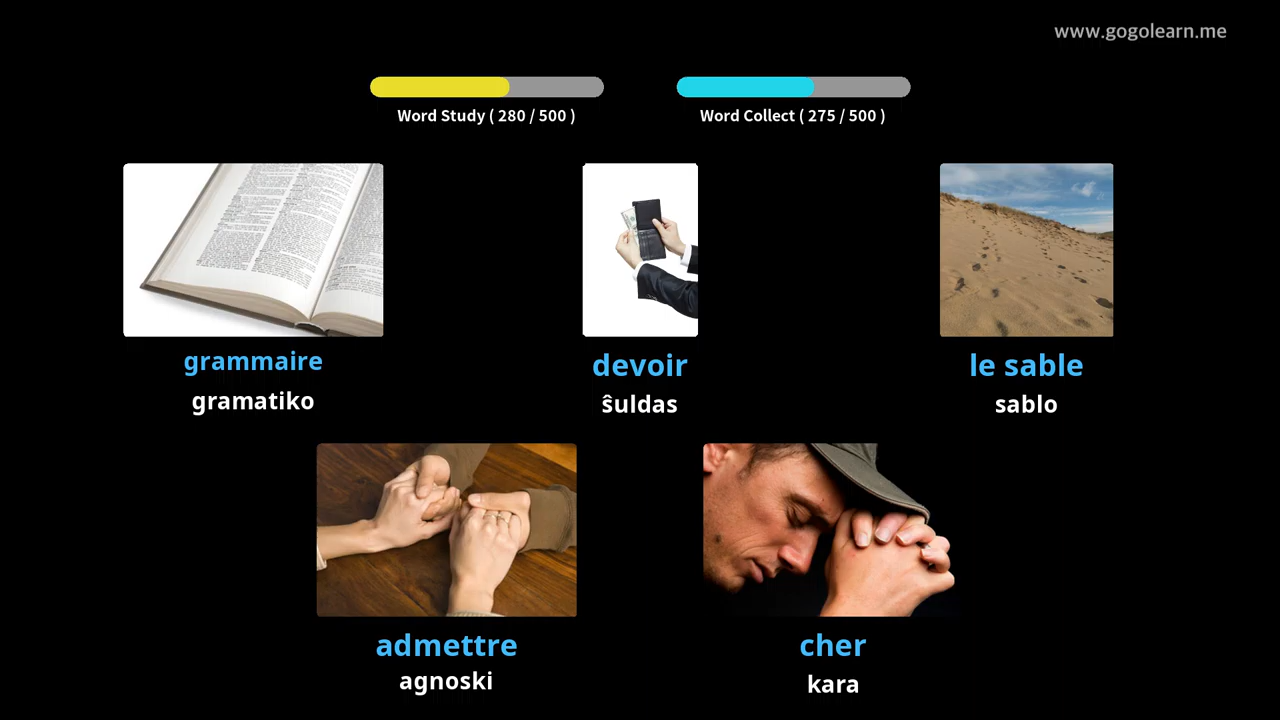 www.gogolearn.me
Word Study ( 280 / 500 )
Word Collect ( 275 / 500 )
grammaire
gramatiko
devoir
ŝuldas
le sable
sablo
admettre
agnoski
cher
kara